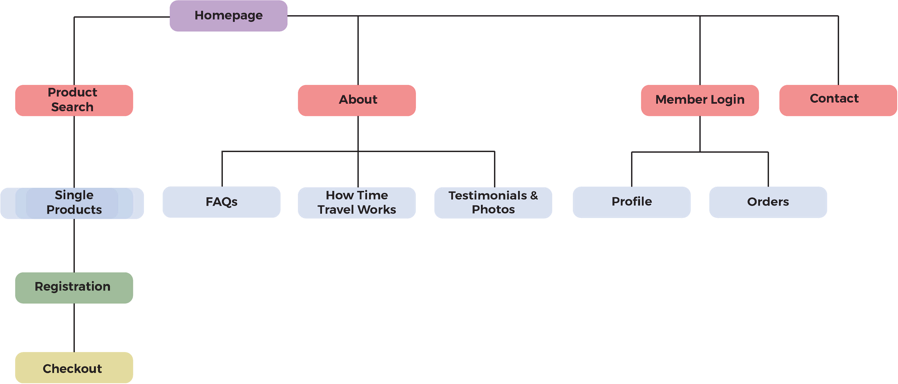 Homepage
Product
Search
About
Member Login
Contact
Single
Products
FAQs
How Time
Travel Works
Testimonials &
Photos
Profile
Orders
Registration
Checkout